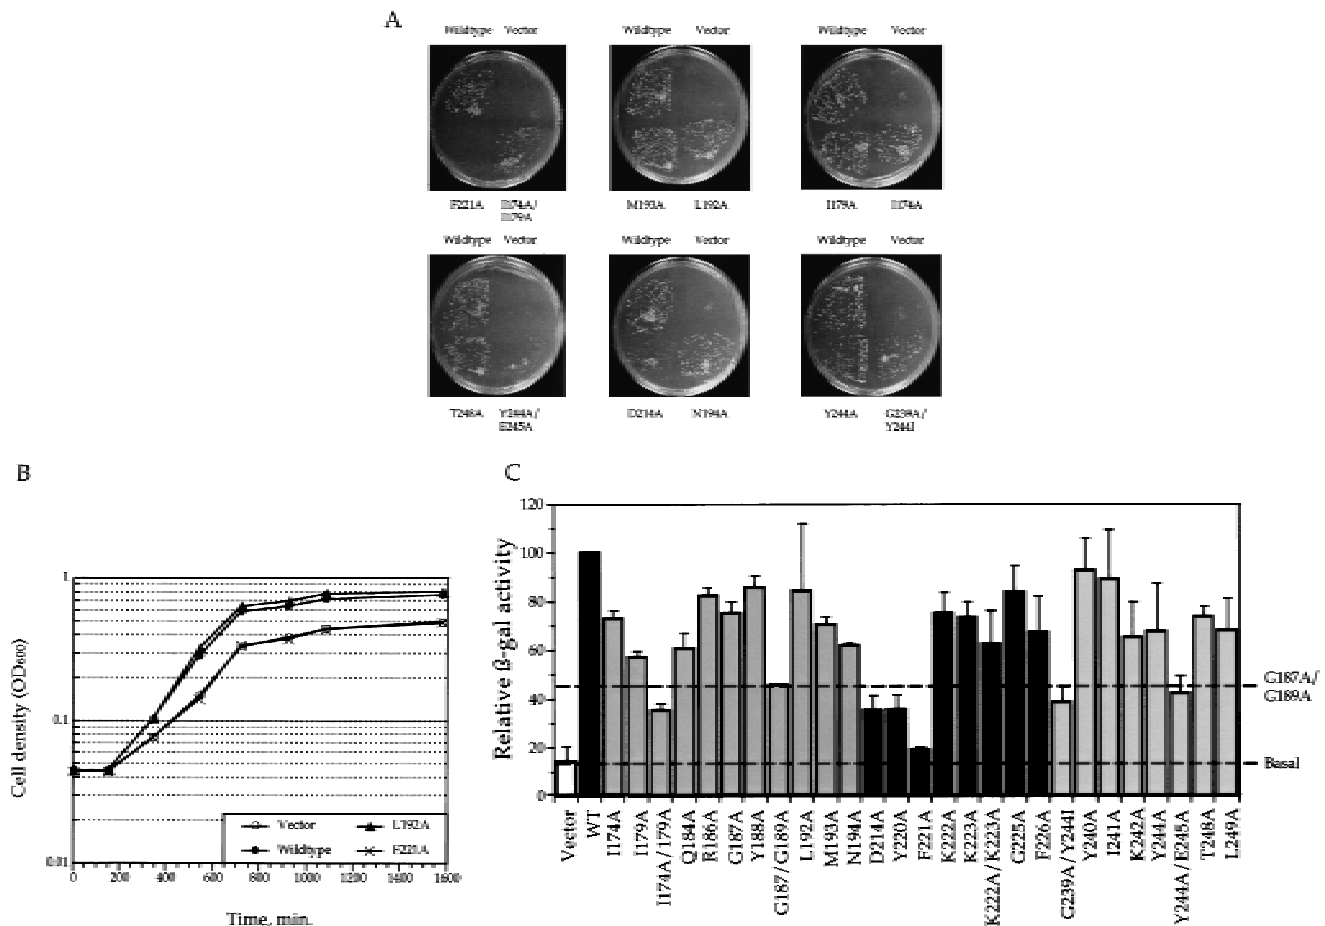 A
Wildtype Vector
Wildtype Vector
Wildtype Vector
F221A I174A/
I179A
M193A L192A
I179A I174A
Wildtype Vector
Wildtype Vector
Wildtype Vector
T248A Y244A/
E245A
D214A N194A
Y244A G239A/
Y244I
B
Cell density (OD600)
1
0.1
0.01
0 200 400 600 800 1000 1200 1400 1600
Time, min.
Vector L192A
Wildtype F221A
C
Relative ß-gal activity
120
100
80
60
40
20
0
G187A/
G189A
Basal
Vector
WT
I174A
I179A
I174A/179A
Q184A
R186A
G187A
Y188A
G187/G189A
L192A
M193A
N194A
D214A
Y220A
F221A
K222A
K223A
K222A/K223A
G225A
F226A
G239A/Y244I
Y240A
I241A
K242A
Y244A
Y244A/E245A
T248A
L249A